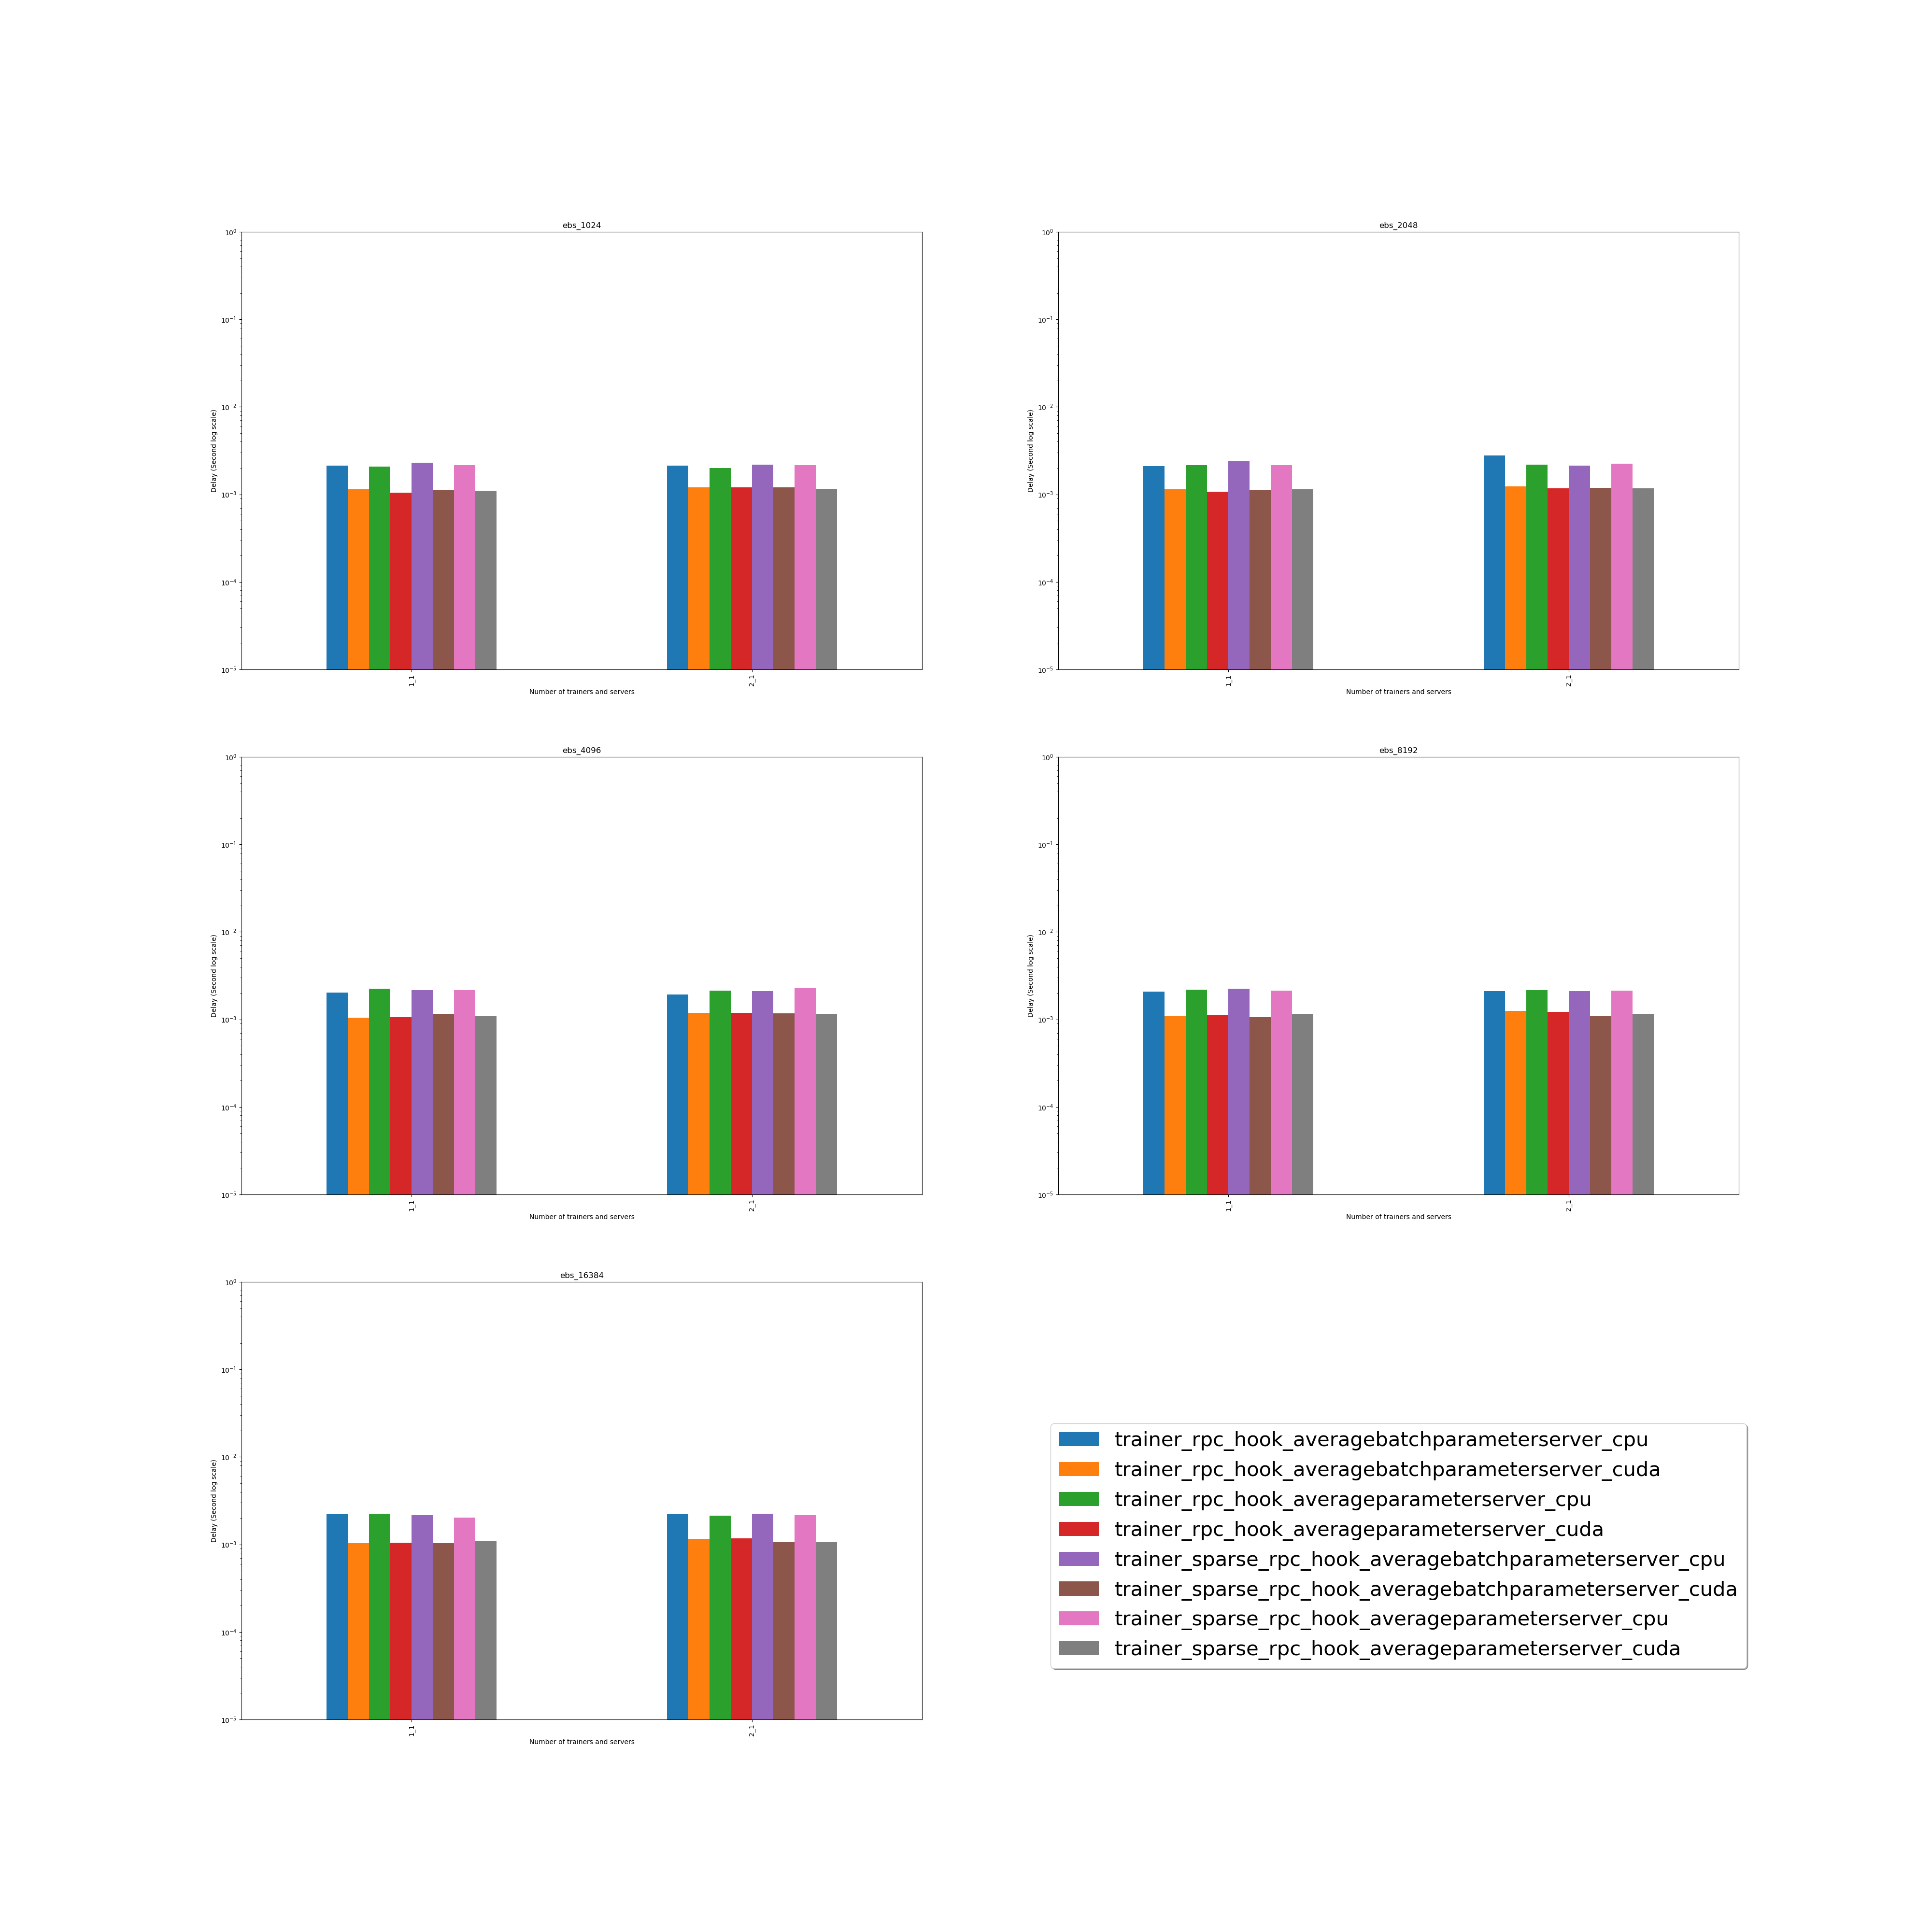 ebs_1024
10^0
10^-1
10^-2
10^-3
10^-4
10^-5
Delay (Second log scale)
1_1
2_1
Number of trainers and servers
ebs_2048
10^0
10^-1
10^-2
10^-3
10^-4
10^-5
Delay (Second log scale)
1_1
2_1
Number of trainers and servers
ebs_4096
10^0
10^-1
10^-2
10^-3
10^-4
10^-5
Delay (Second log scale)
1_1
2_1
Number of trainers and servers
ebs_8192
10^0
10^-1
10^-2
10^-3
10^-4
10^-5
Delay (Second log scale)
1_1
2_1
Number of trainers and servers
ebs_16384
10^0
10^-1
10^-2
10^-3
10^-4
10^-5
Delay (Second log scale)
1_1
2_1
Number of trainers and servers
trainer_rpc_hook_averagebatchparameterserver_cpu
trainer_rpc_hook_averagebatchparameterserver_cuda
trainer_rpc_hook_averageparameterserver_cpu
trainer_rpc_hook_averageparameterserver_cuda
trainer_sparse_rpc_hook_averagebatchparameterserver_cpu
trainer_sparse_rpc_hook_averagebatchparameterserver_cuda
trainer_sparse_rpc_hook_averageparameterserver_cpu
trainer_sparse_rpc_hook_averageparameterserver_cuda